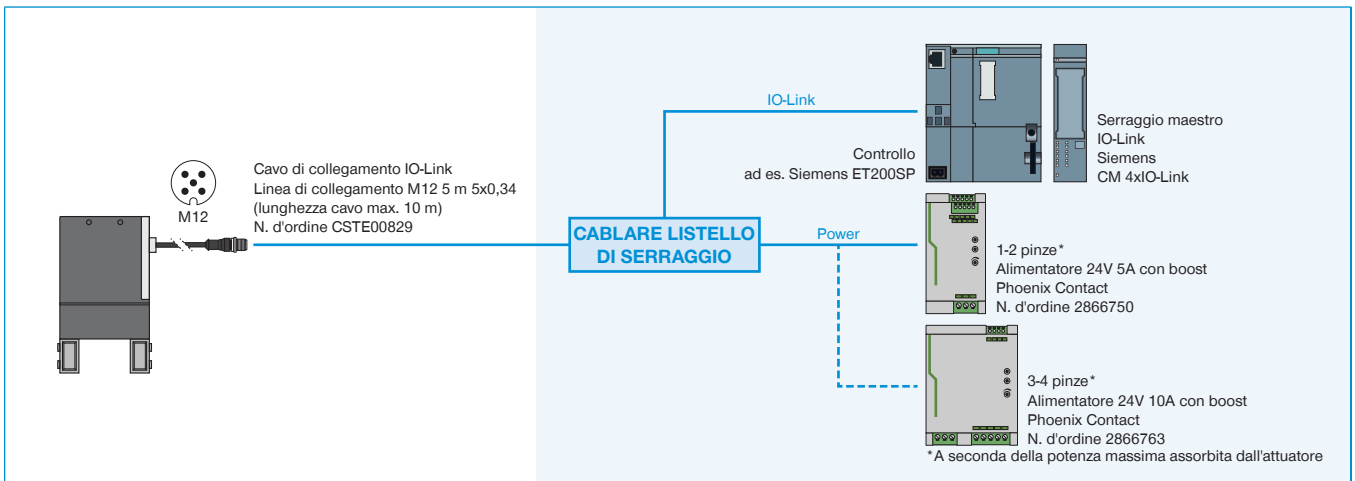 M12
Cavo di collegamento IO-Link
Linea di collegamento M12 5 m 5x0,34
(lunghezza cavo max. 10 m)
N. d'ordine CSTE00829
CABLARE LISTELLO
DI SERRAGGIO
IO-Link
Controllo
ad es. Siemens ET200SP
Serraggio maestro
IO-Link
Siemens
CM 4xIO-Link
Power
1-2 pinze*
Alimentatore 24V 5A con boost
Phoenix Contact
N. d'ordine 2866750
3-4 pinze*
Alimentatore 24V 10A con boost
Phoenix Contact
N. d'ordine 2866763
*A seconda della potenza massima assorbita dall'attuatore